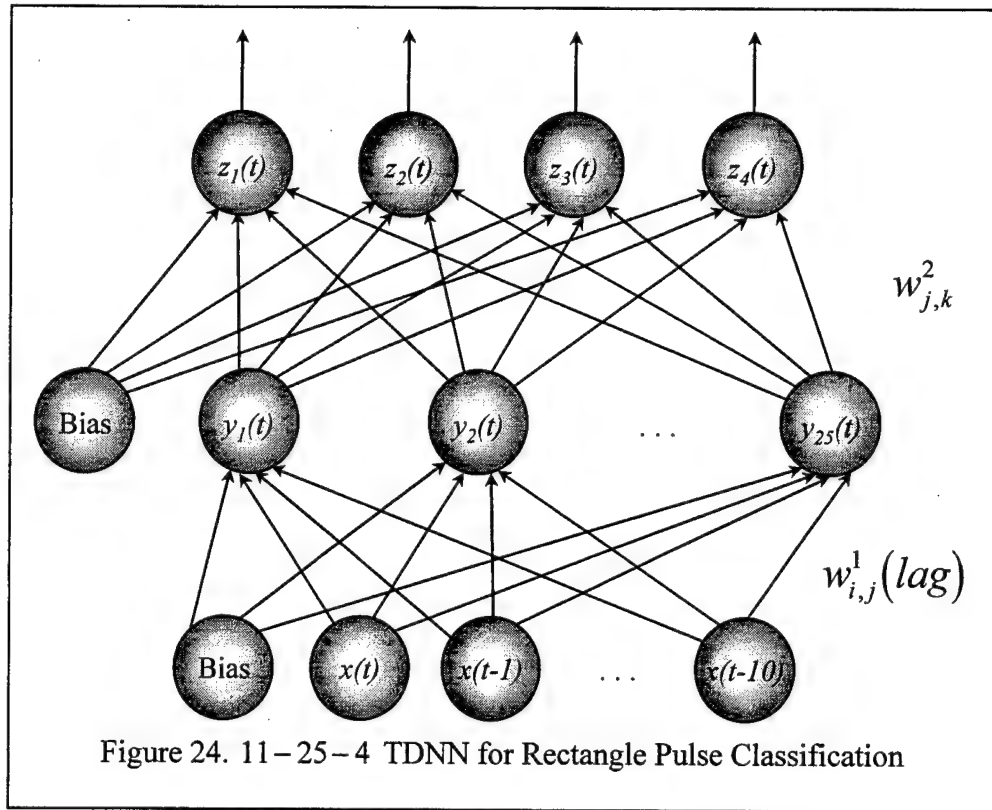 z₁(t) z₂(t) z₃(t) z₄(t)
w²ⱼ,ₖ
Bias y₁(t) y₂(t) . . . y₂₅(t)
w¹ᵢ,ⱼ(lag)
Bias x(t) x(t-1) . . . x(t-10)
Figure 24. 11–25–4 TDNN for Rectangle Pulse Classification